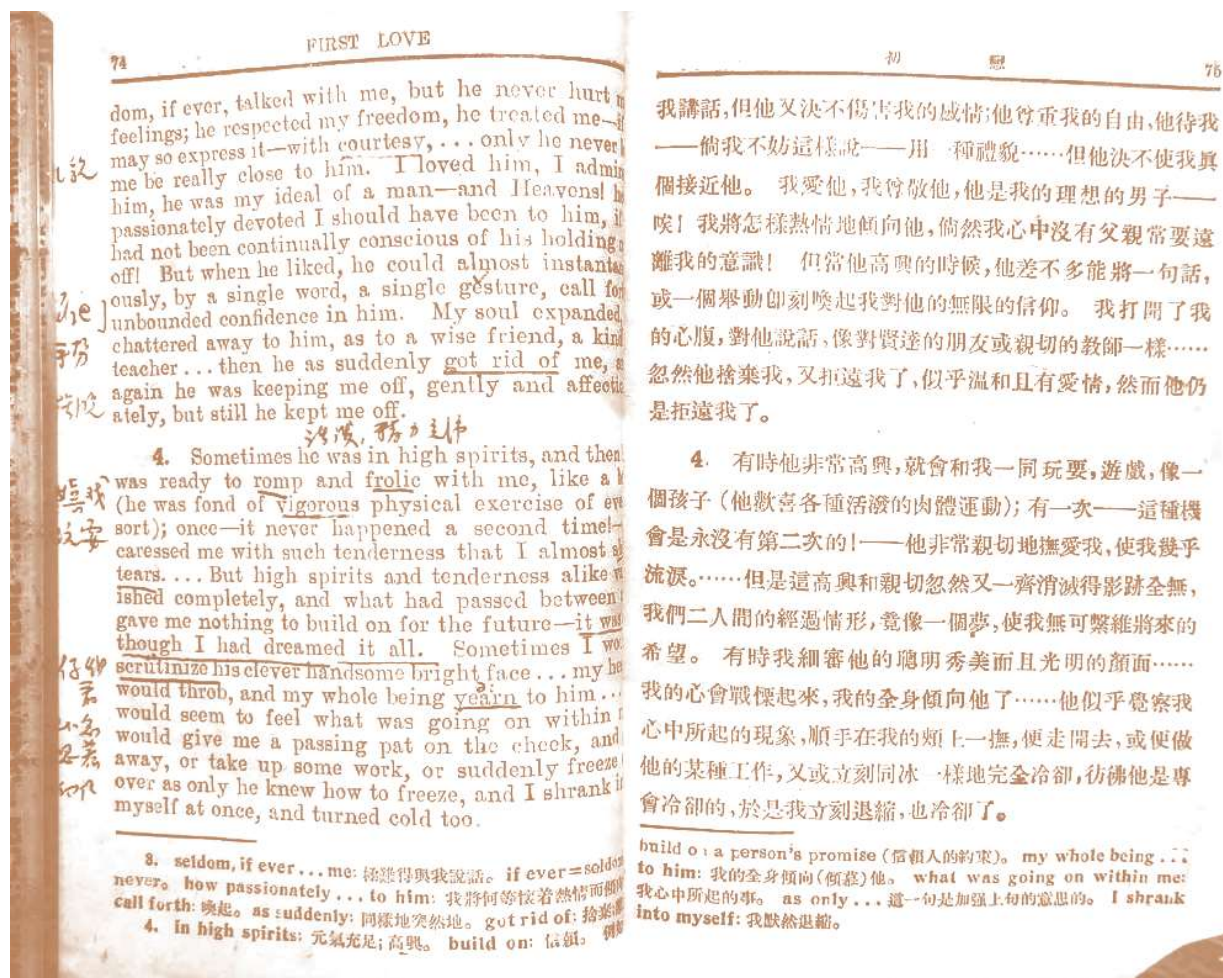 74
FIRST LOVE
dom, if ever, talked with me, but he never hurt
feelings; he respected my freedom, he treated me—
may so express it—with courtesy, ... only he never
me be really close to him. I loved him, I
him, he was my ideal of a man—and Heavens!
passionately devoted I should have been to him,
had not been continually conscious of his holding
off! But when he liked, he could almost
ously, by a single word, a single gesture, call
unbounded confidence in him. My soul expanded,
chattered away to him, as to a wise friend, a
teacher ... then he as suddenly got rid of me,
again he was keeping me off, gently and
ately, but still he kept me off.
4. Sometimes he was in high spirits, and then
was ready to romp and frolic with me, like a
(he was fond of vigorous physical exercise of
sort); once—it never happened a second time!—
caressed me with such tenderness that I almost
tears. ... But high spirits and tenderness alike
ished completely, and what had passed between
gave me nothing to build on for the future—it was
though I had dreamed it all. Sometimes I
scrutinize his clever handsome bright face ... my
would throb, and my whole being yearn to him ...
would seem to feel what was going on within
would give me a passing pat on the cheek, and
away, or take up some work, or suddenly freeze
over as only he knew how to freeze, and I shrank
myself at once, and turned cold too.
3. seldom, if ever ... me: 極難得與我說話。 if ever=
never。 how passionately ... to him: 我將何等懷着熱情而
call forth: 喚起。 as suddenly: 同樣地突然地。 got rid of:
4. in high spirits: 元氣充足; 高興。 build on: 信賴。
初戀
75
我講話,但他又決不傷害我的感情;他尊重我的自由,他待我
——倘我不妨這樣說——用一種禮貌……但他決不使我眞
個接近他。 我愛他,我尊敬他,他是我的理想的男子——
唉! 我將怎樣熱情地傾向他,倘然我心中沒有父親常要遠
離我的意識! 但當他高興的時候,他差不多能將一句話,
或一個舉動卽刻喚起我對他的無限的信仰。 我打開了我
的心腹,對他說話,像對賢達的朋友或親切的教師一樣……
忽然他捨棄我,又拒遠我了,似乎溫和且有愛情,然而他仍
是拒遠我了。
4. 有時他非常高興,就會和我一同玩耍,遊戲,像一
個孩子 (他歡喜各種活潑的肉體運動); 有一次——這種機
會是永沒有第二次的!——他非常親切地撫愛我,使我幾乎
流淚。……但是這高興和親切忽然又一齊消滅得影跡全無,
我們二人間的經過情形,竟像一個夢,使我無可繫維將來的
希望。 有時我細審他的聰明秀美而且光明的顏面……
我的心會戰慄起來,我的全身傾向他了……他似乎覺察我
心中所起的現象,順手在我的頰上一撫,便走開去,或便做
他的某種工作,又或立刻同冰一樣地完全冷卻,彷彿他是專
會冷卻的,於是我立刻退縮,也冷卻了。
build on a person's promise (信賴人的約束)。 my whole being ...
to him: 我的全身傾向(傾慕)他。 what was going on within me:
我心中所起的事。 as only ... 這一句是加强上句的意思的。 I shrank
into myself: 我默然退縮。